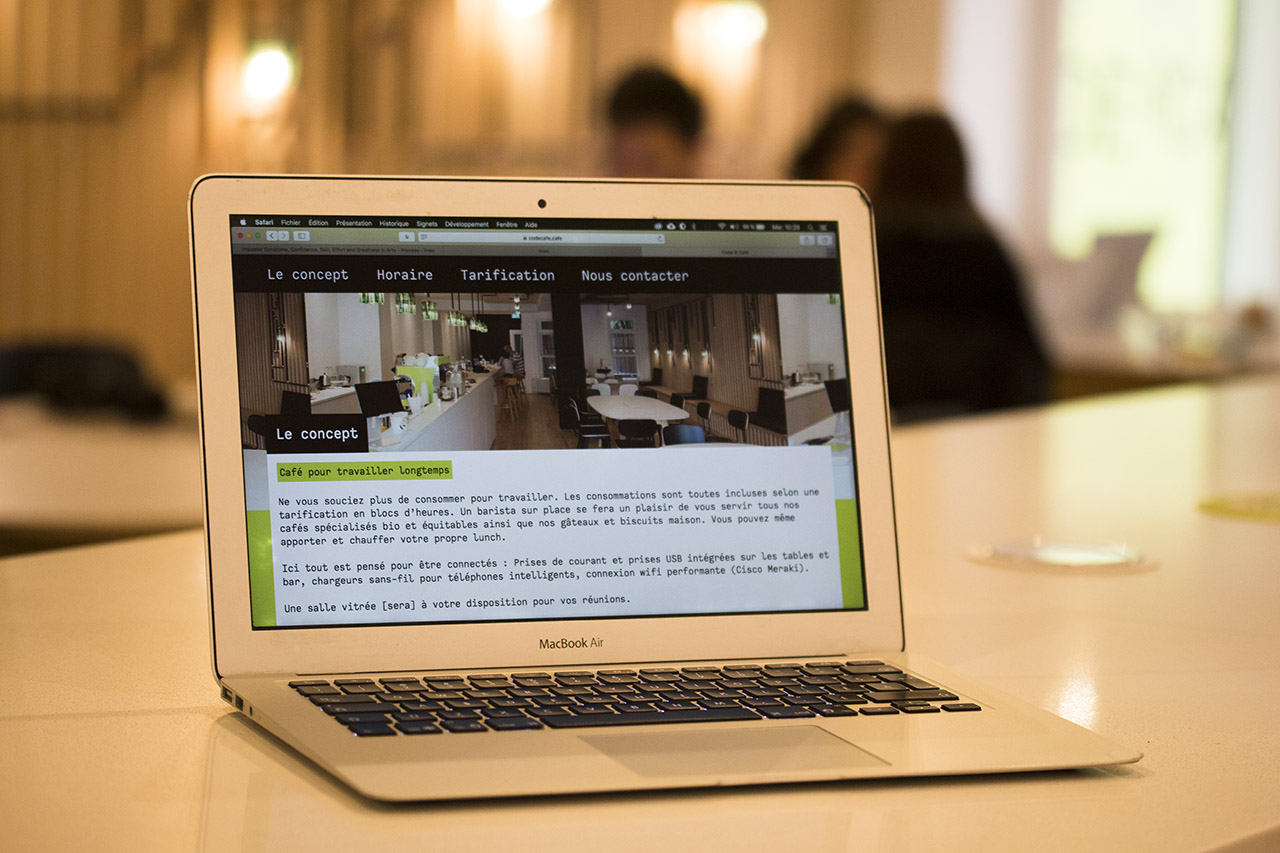 Safari Fichier Édition Présentation Historique Signets Développement Fenêtre Aide
codecafe.cafe
Le concept Horaire Tarification Nous contacter
Le concept
Café pour travailler longtemps
Ne vous souciez plus de consommer pour travailler. Les consommations sont toutes incluses selon une
tarification en blocs d'heures. Un barista sur place se fera un plaisir de vous servir tous nos
cafés spécialisés bio et équitables ainsi que nos gâteaux et biscuits maison. Vous pouvez même
apporter et chauffer votre propre lunch.
Ici tout est pensé pour être connectés : Prises de courant et prises USB intégrées sur les tables et
bar, chargeurs sans-fil pour téléphones intelligents, connexion wifi performante (Cisco Meraki).
Une salle vitrée [sera] à votre disposition pour vos réunions.
MacBook Air